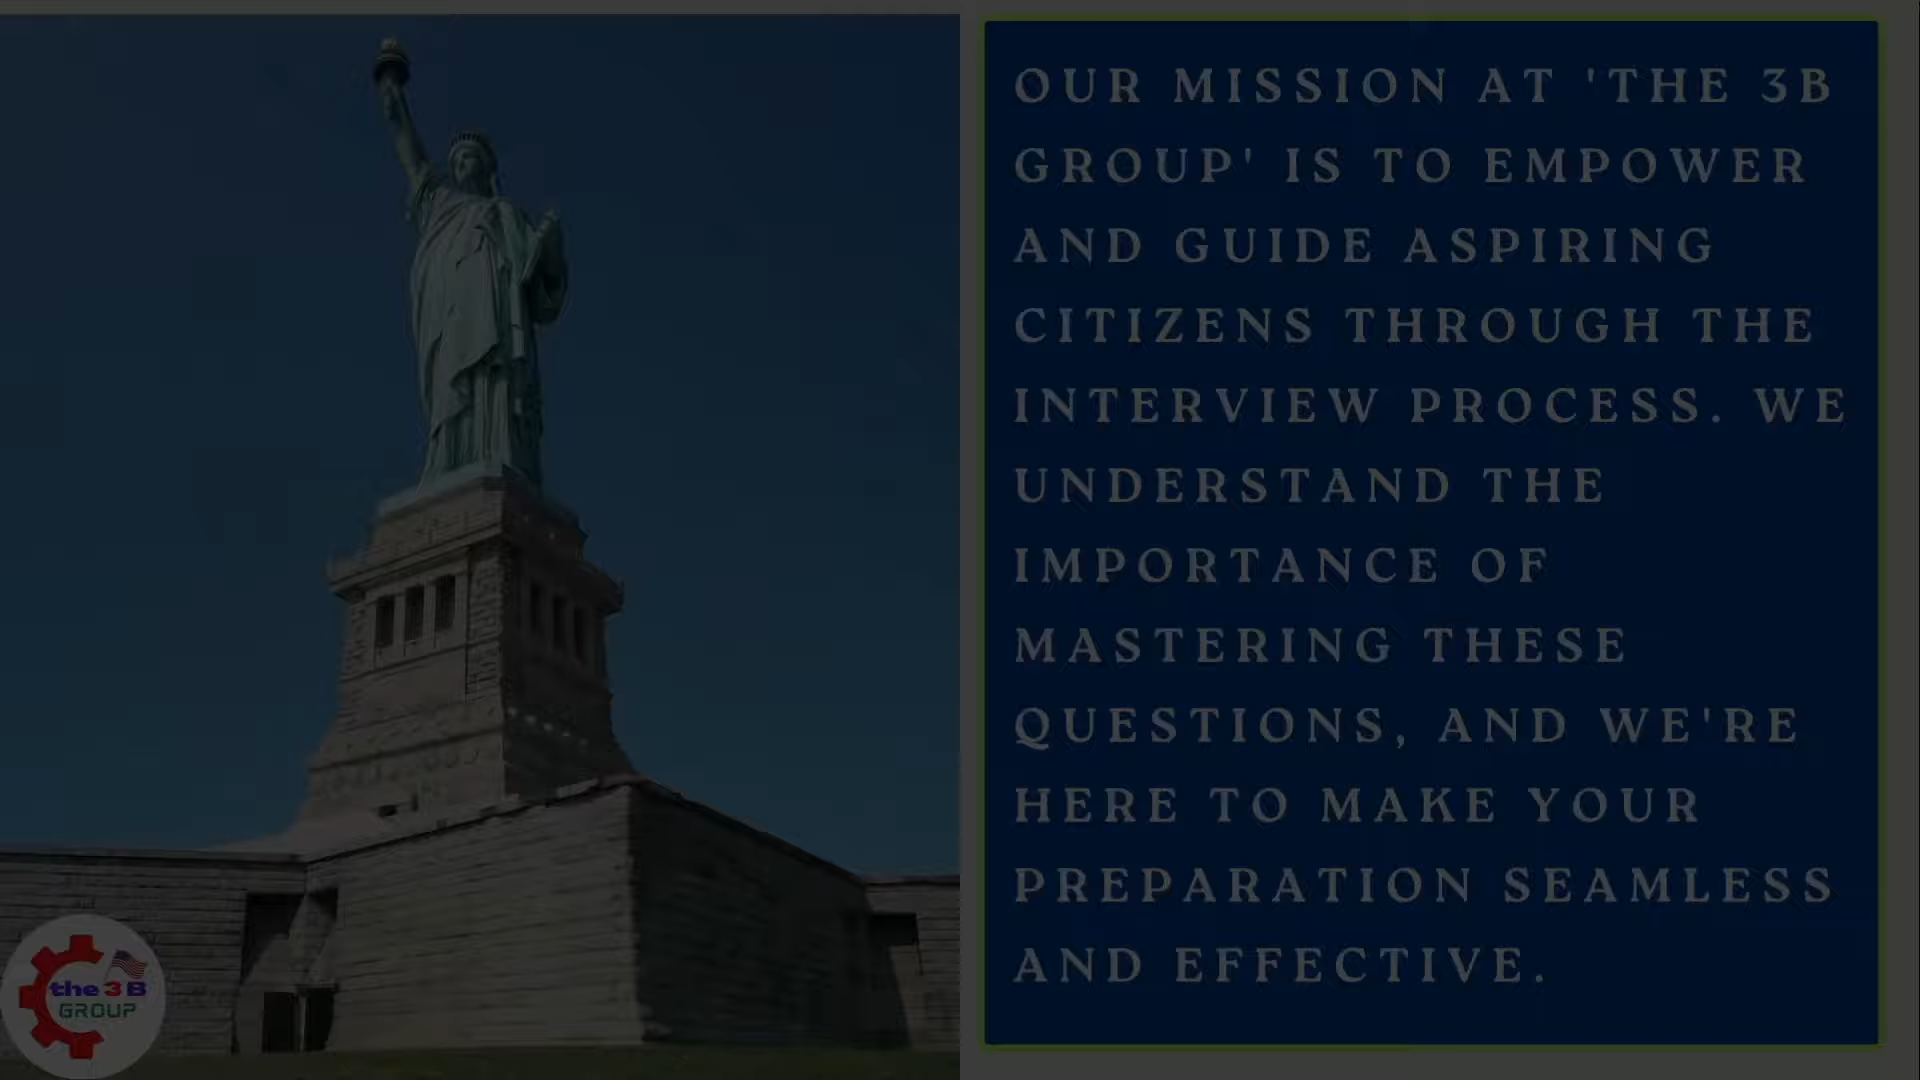 OUR MISSION AT 'THE 3B
GROUP' IS TO EMPOWER
AND GUIDE ASPIRING
CITIZENS THROUGH THE
INTERVIEW PROCESS. WE
UNDERSTAND THE
IMPORTANCE OF
MASTERING THESE
QUESTIONS, AND WE'RE
HERE TO MAKE YOUR
PREPARATION SEAMLESS
AND EFFECTIVE.
the 3 B
GROUP